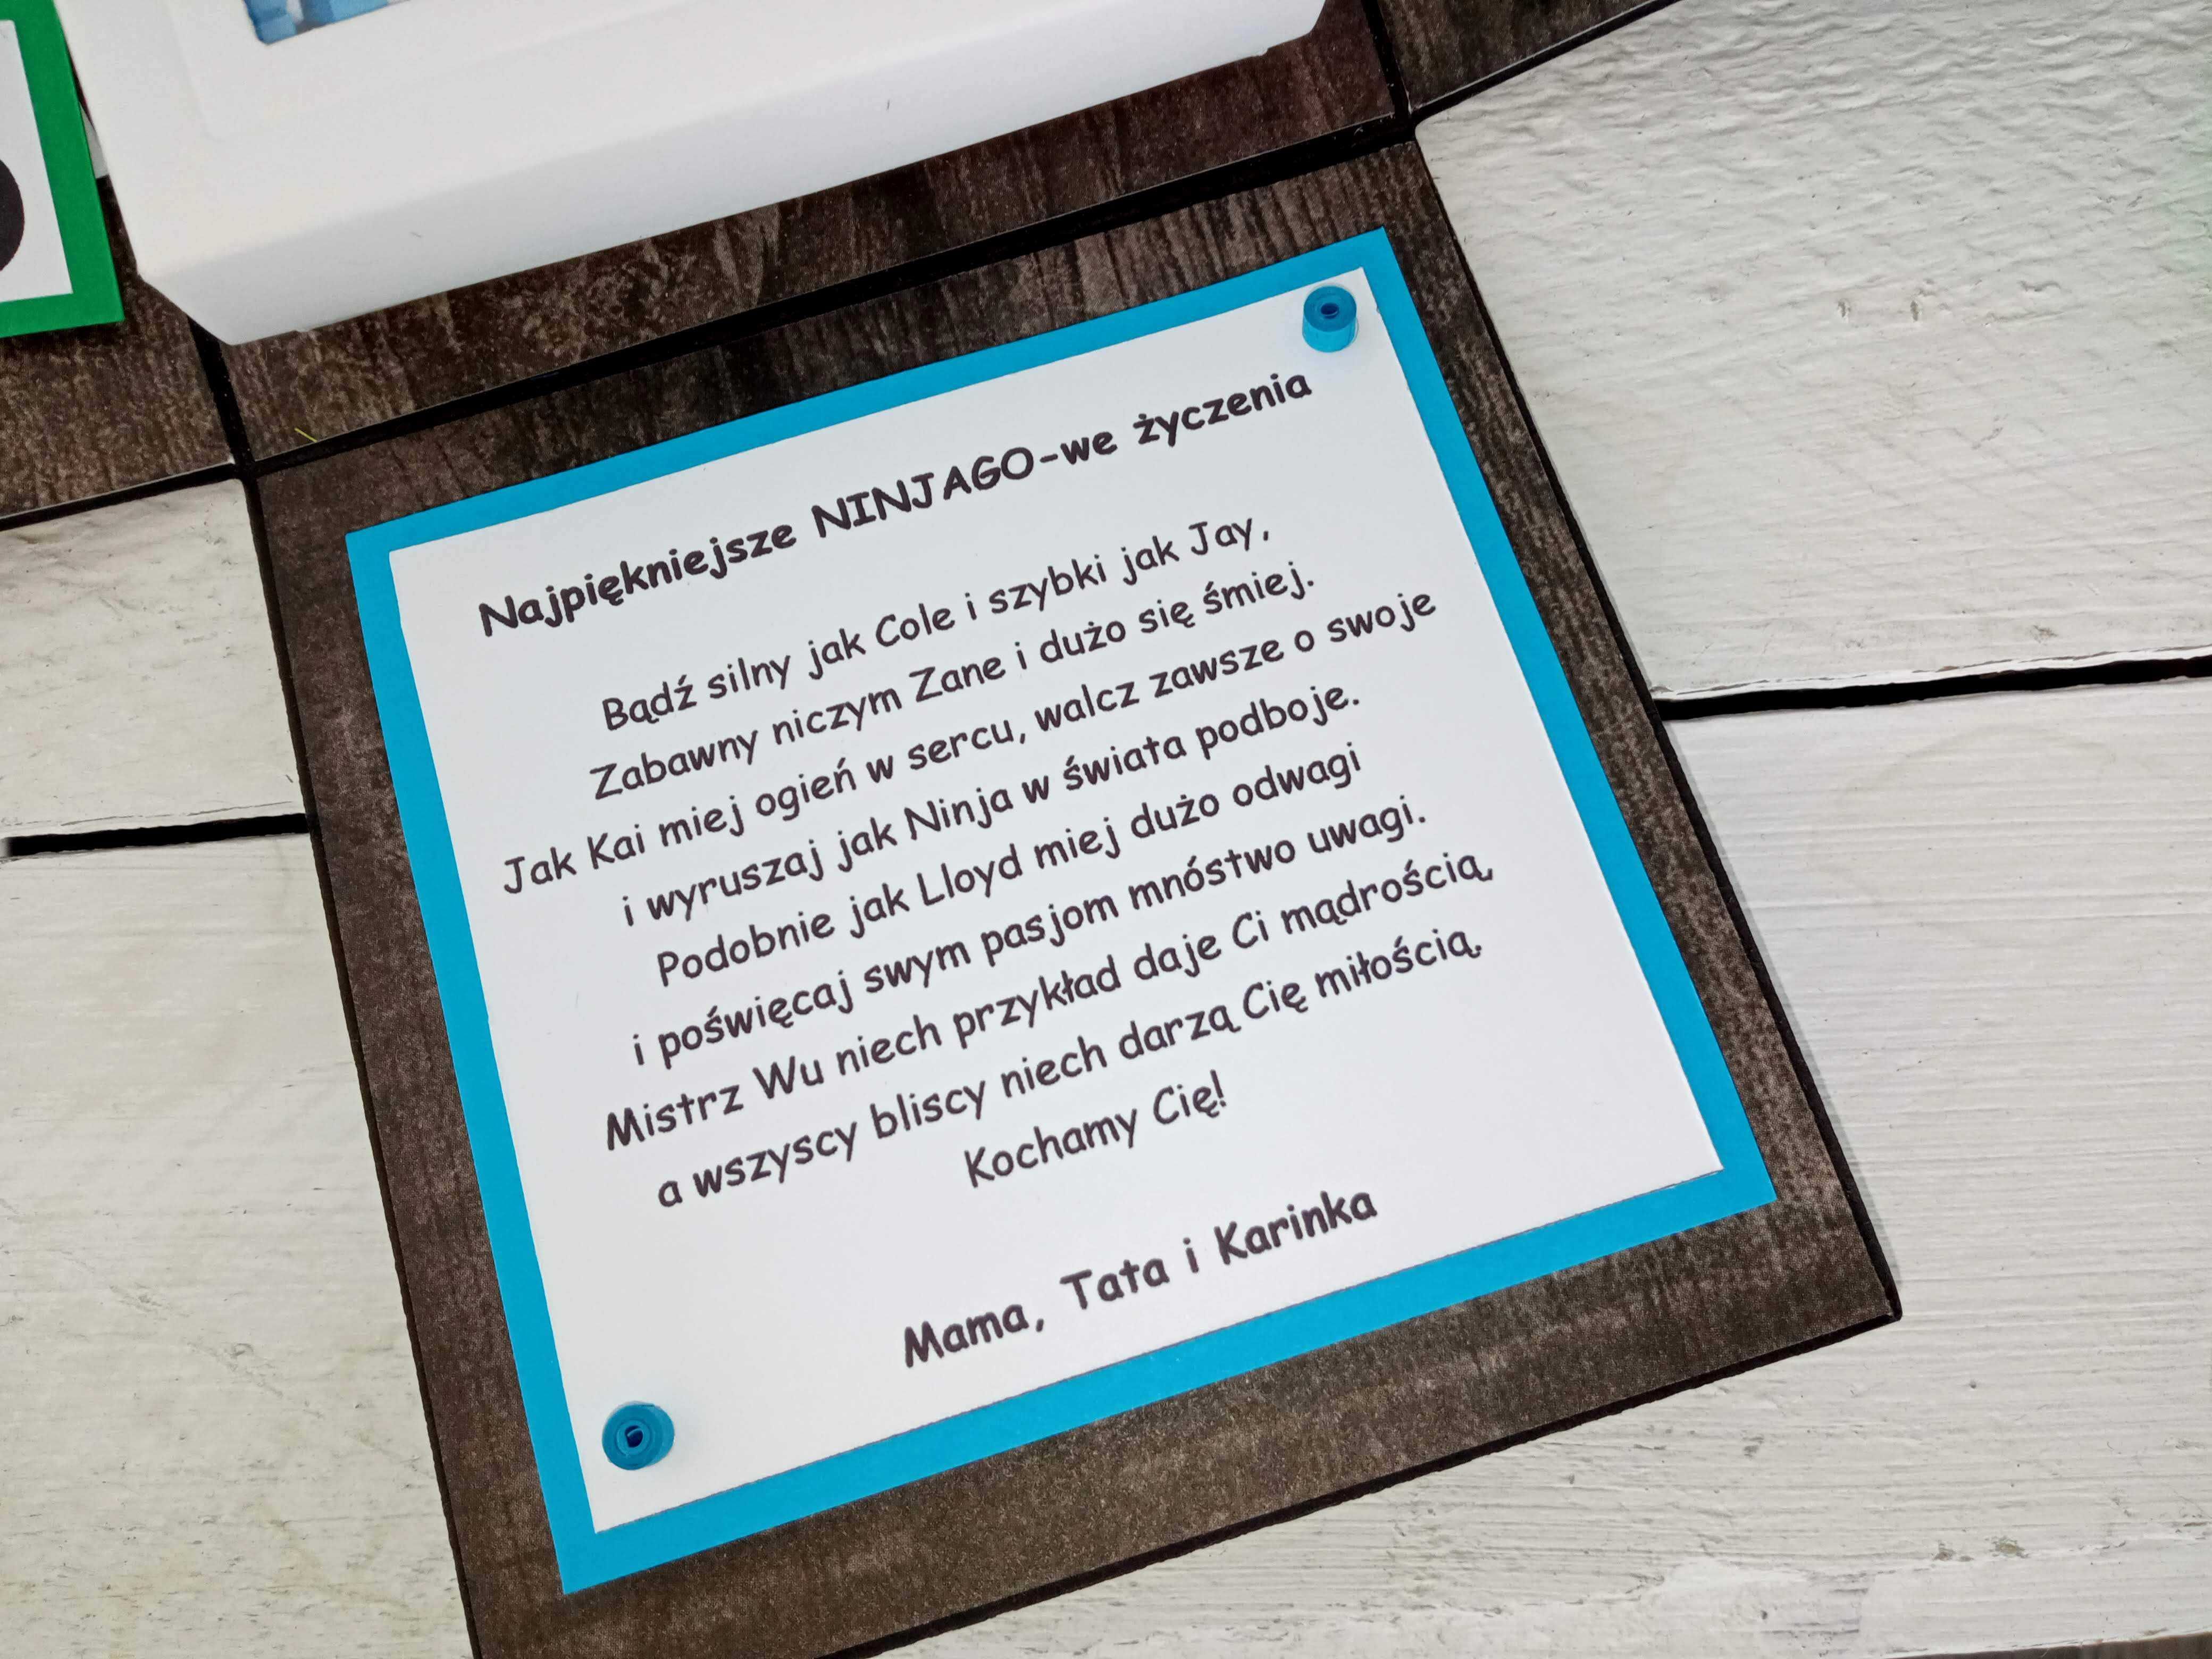 Najpiękniejsze NINJAGO-we życzenia
Bądź silny jak Cole i szybki jak Jay,
Zabawny niczym Zane i dużo się śmiej.
Jak Kai miej ogień w sercu, walcz zawsze o swoje
i wyruszaj jak Ninja w świata podboje.
Podobnie jak Lloyd miej dużo odwagi
i poświęcaj swym pasjom mnóstwo uwagi.
Mistrz Wu niech przykład daje Ci mądrością,
a wszyscy bliscy niech darzą Cię miłością.
Kochamy Cię!
Mama, Tata i Karinka